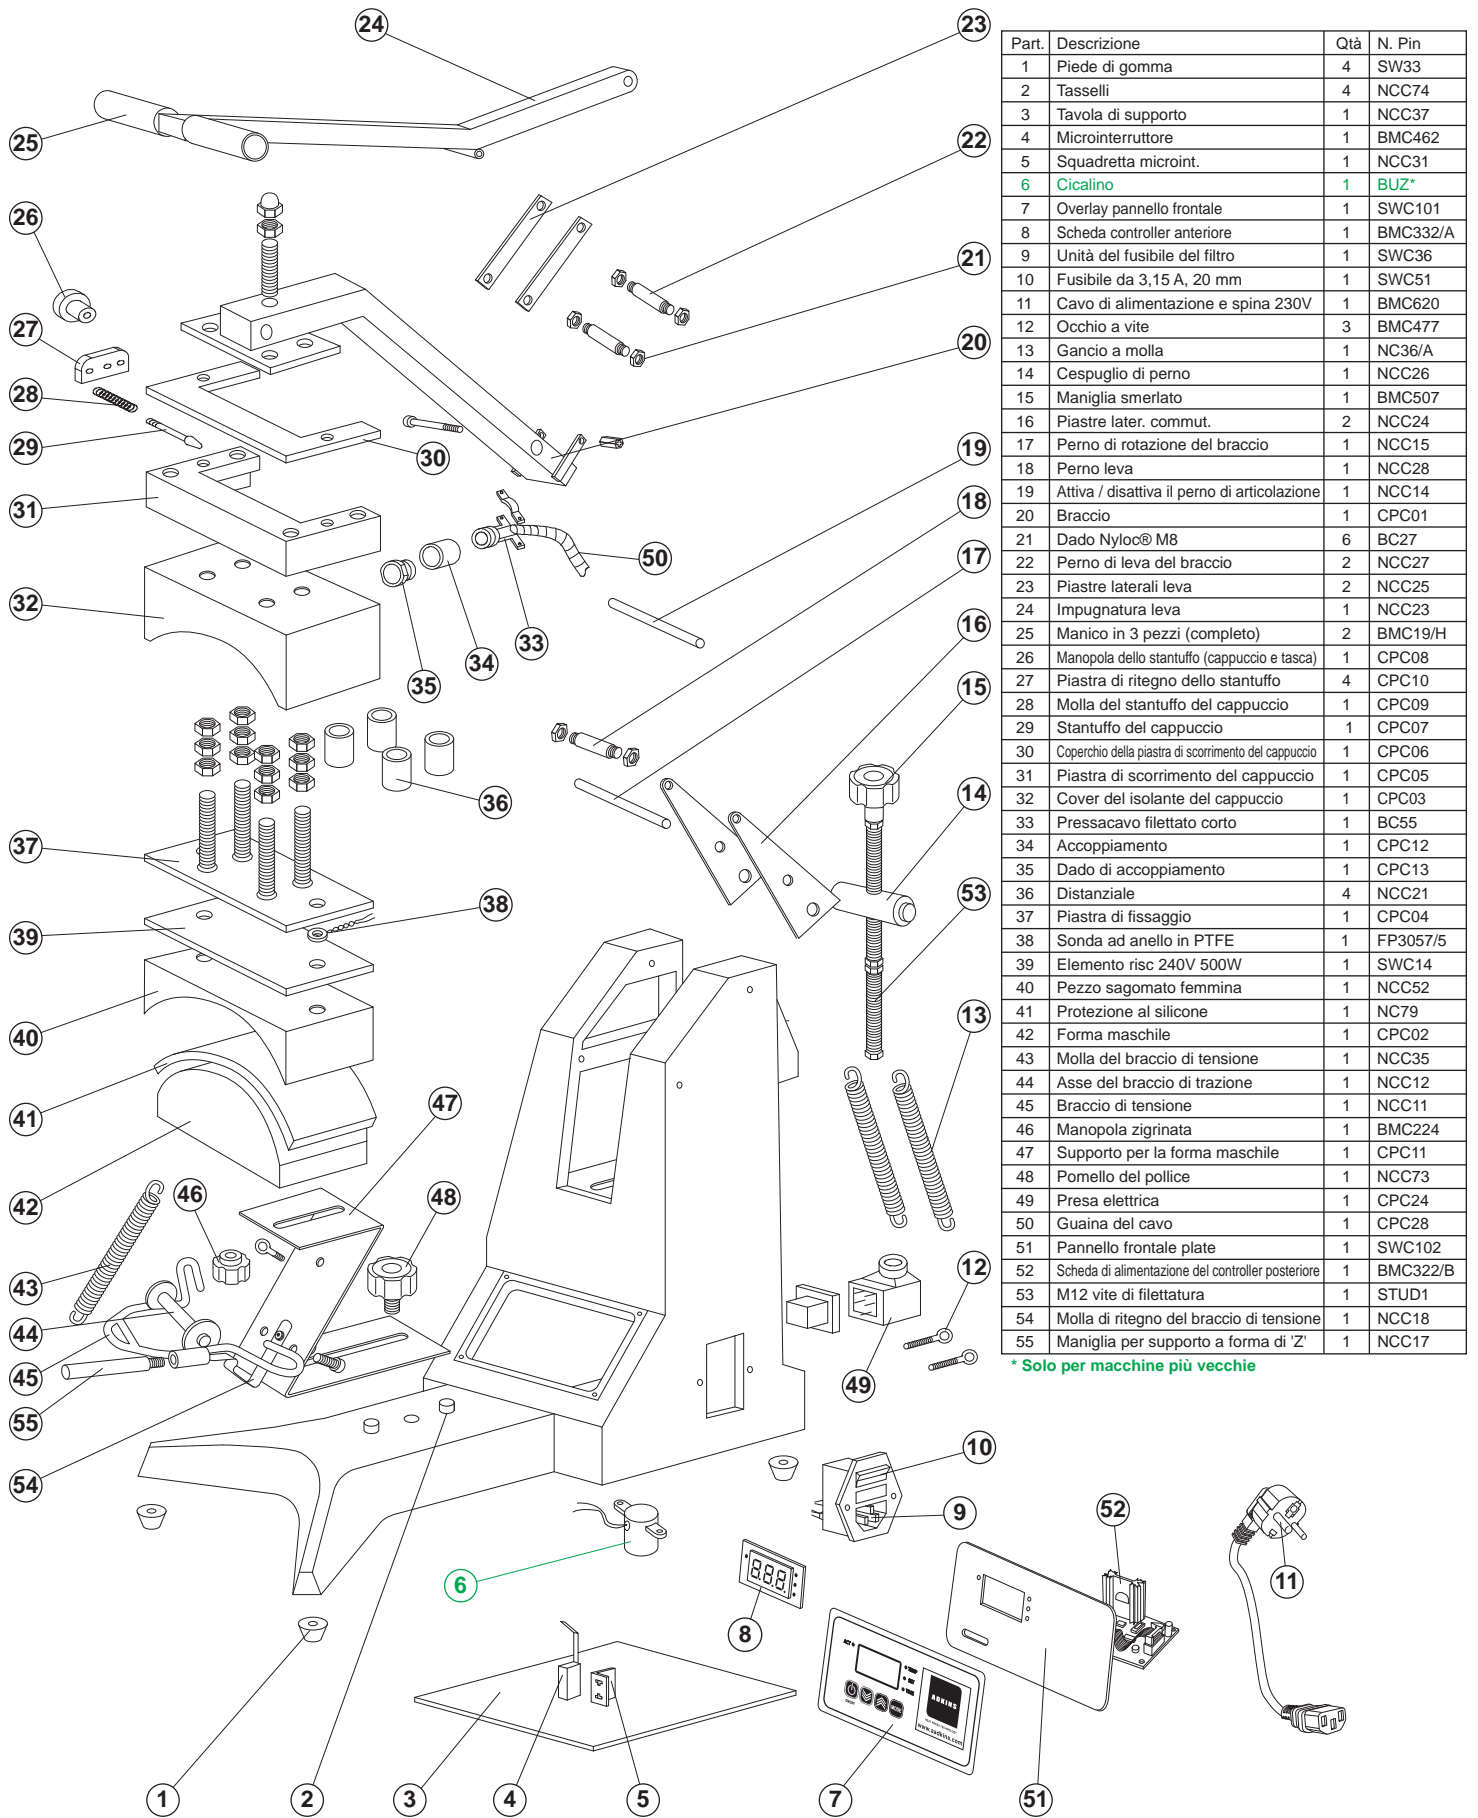 24
23
25
22
26
21
27
20
28
29
30
19
31
18
50
17
32
33
34
16
35
15
36
14
37
38
53
39
13
40
41
47
42
46
48
43
12
44
45
49
55
54
10
9
52
6
11
8
1
2
3
4
5
7
51
Part. Descrizione Qtà N. Pin
1 Piede di gomma 4 SW33
2 Tasselli 4 NCC74
3 Tavola di supporto 1 NCC37
4 Microinterruttore 1 BMC462
5 Squadretta microint. 1 NCC31
6 Cicalino 1 BUZ*
7 Overlay pannello frontale 1 SWC101
8 Scheda controller anteriore 1 BMC332/A
9 Unità del fusibile del filtro 1 SWC36
10 Fusibile da 3,15 A, 20 mm 1 SWC51
11 Cavo di alimentazione e spina 230V 1 BMC620
12 Occhio a vite 3 BMC477
13 Gancio a molla 1 NC36/A
14 Cespuglio di perno 1 NCC26
15 Maniglia smerlato 1 BMC507
16 Piastre later. commut. 2 NCC24
17 Perno di rotazione del braccio 1 NCC15
18 Perno leva 1 NCC28
19 Attiva / disattiva il perno di articolazione 1 NCC14
20 Braccio 1 CPC01
21 Dado Nyloc® M8 6 BC27
22 Perno di leva del braccio 2 NCC27
23 Piastre laterali leva 2 NCC25
24 Impugnatura leva 1 NCC23
25 Manico in 3 pezzi (completo) 2 BMC19/H
26 Manopola dello stantuffo (cappuccio e tasca) 1 CPC08
27 Piastra di ritegno dello stantuffo 4 CPC10
28 Molla del stantuffo del cappuccio 1 CPC09
29 Stantuffo del cappuccio 1 CPC07
30 Coperchio della piastra di scorrimento del cappuccio 1 CPC06
31 Piastra di scorrimento del cappuccio 1 CPC05
32 Cover del isolante del cappuccio 1 CPC03
33 Pressacavo filettato corto 1 BC55
34 Accoppiamento 1 CPC12
35 Dado di accoppiamento 1 CPC13
36 Distanziale 4 NCC21
37 Piastra di fissaggio 1 CPC04
38 Sonda ad anello in PTFE 1 FP3057/5
39 Elemento risc 240V 500W 1 SWC14
40 Pezzo sagomato femmina 1 NCC52
41 Protezione al silicone 1 NC79
42 Forma maschile 1 CPC02
43 Molla del braccio di tensione 1 NCC35
44 Asse del braccio di trazione 1 NCC12
45 Braccio di tensione 1 NCC11
46 Manopola zigrinata 1 BMC224
47 Supporto per la forma maschile 1 CPC11
48 Pomello del pollice 1 NCC73
49 Presa elettrica 1 CPC24
50 Guaina del cavo 1 CPC28
51 Pannello frontale plate 1 SWC102
52 Scheda di alimentazione del controller posteriore 1 BMC322/B
53 M12 vite di filettatura 1 STUD1
54 Molla di ritegno del braccio di tensione 1 NCC18
55 Maniglia per supporto a forma di 'Z' 1 NCC17
* Solo per macchine più vecchie
8.8.8.
ACT
ADKINS
www.aadkins.com